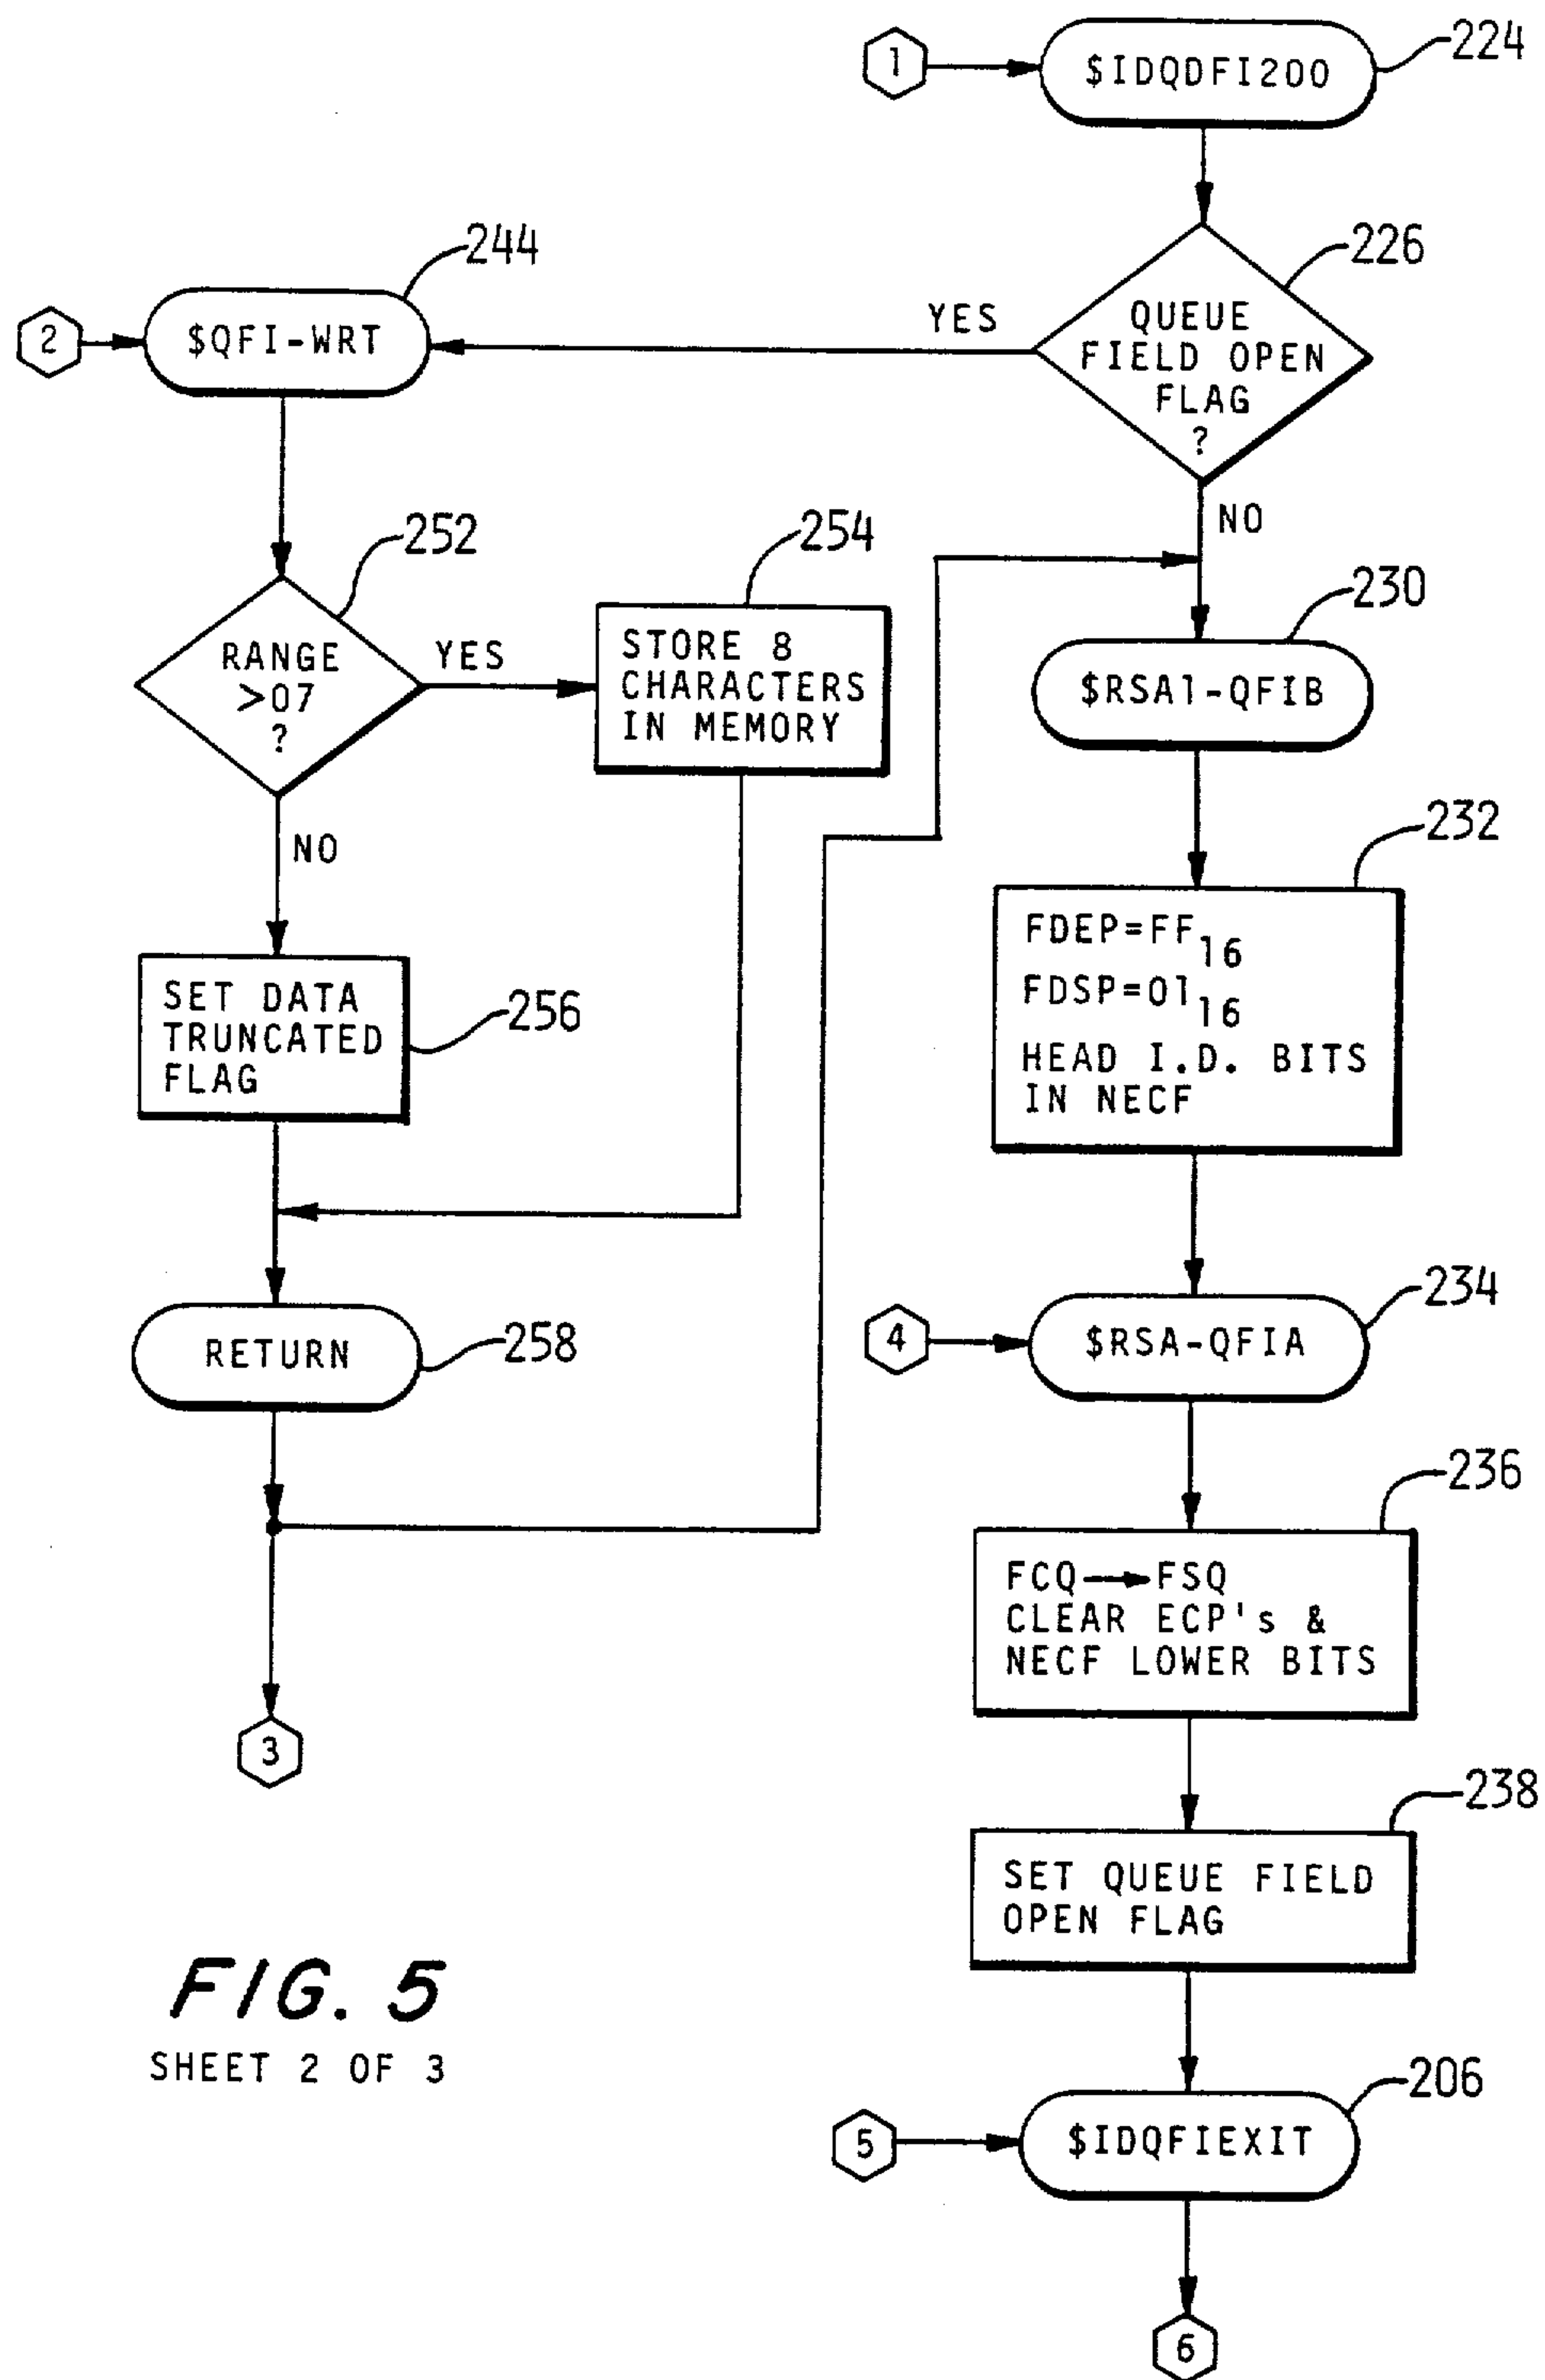 1
$IDQDFI200
224
226
QUEUE
FIELD OPEN
FLAG
?
YES
NO
244
2
$QFI-WRT
252
RANGE
>07
?
YES
NO
254
STORE 8
CHARACTERS
IN MEMORY
230
$RSA1-QFIB
232
FDEP=FF16
FDSP=0116
HEAD I.D. BITS
IN NECF
SET DATA
TRUNCATED
FLAG
256
RETURN
258
3
4
$RSA-QFIA
234
236
FCQ→FSQ
CLEAR ECP's &
NECF LOWER BITS
238
SET QUEUE FIELD
OPEN FLAG
206
5
$IDQFIEXIT
6
FIG. 5
SHEET 2 OF 3